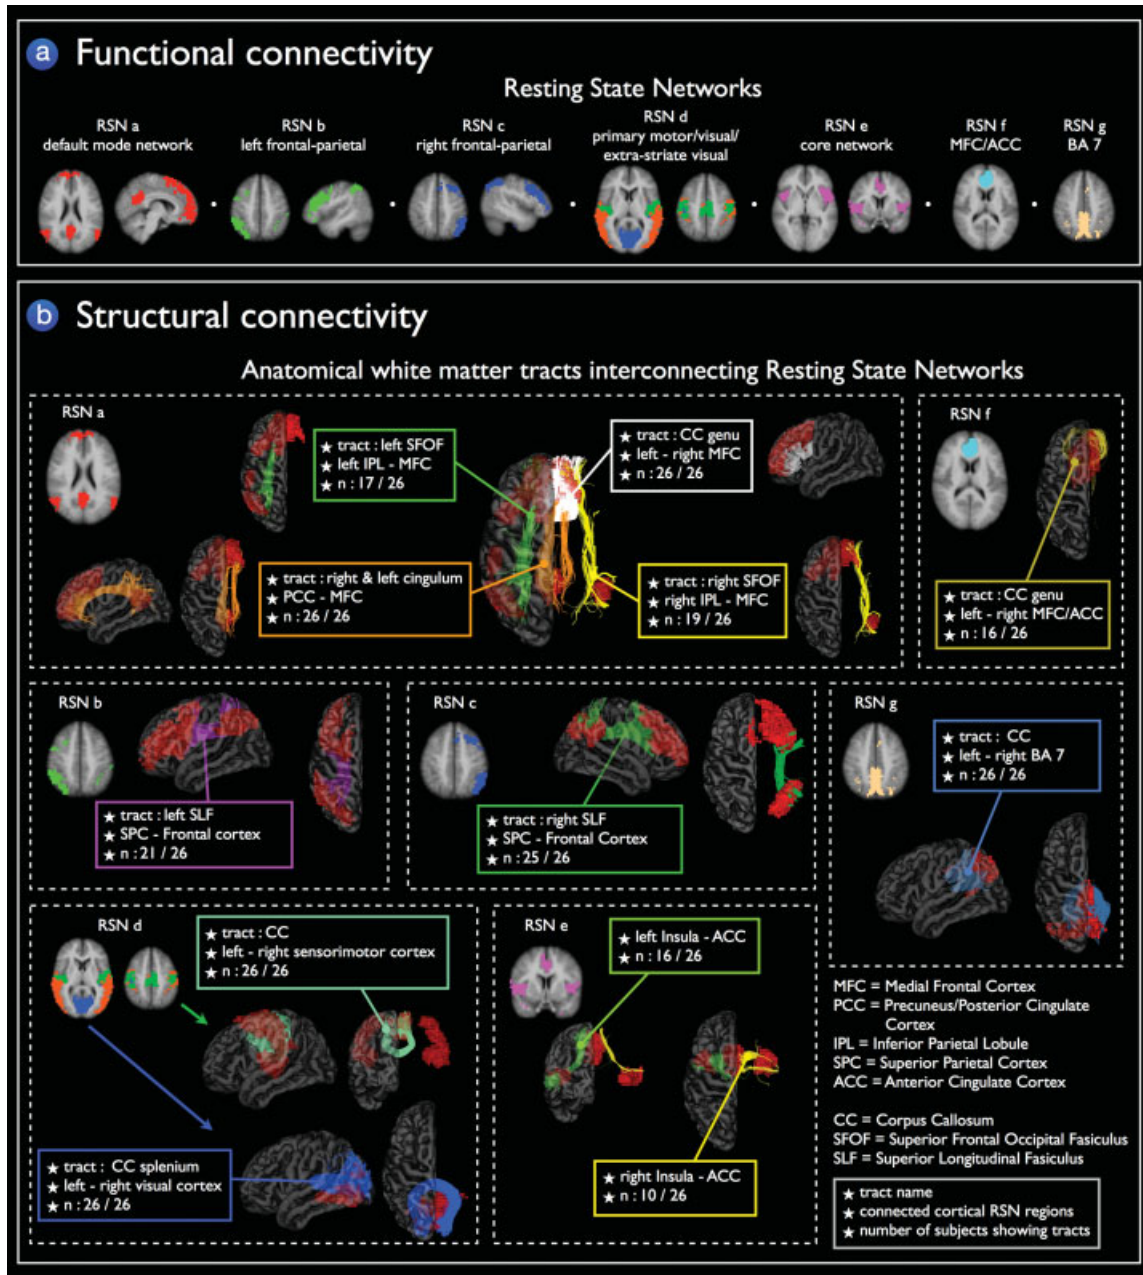 a Functional connectivity
Resting State Networks
RSN a
default mode network
RSN b
left frontal-parietal
RSN c
right frontal-parietal
RSN d
primary motor/visual/
extra-striate visual
RSN e
core network
RSN f
MFC/ACC
RSN g
BA 7
b Structural connectivity
Anatomical white matter tracts interconnecting Resting State Networks
RSN a
★ tract : left SFOF
★ left IPL - MFC
★ n : 17 / 26
★ tract : CC genu
★ left - right MFC
★ n : 26 / 26
★ tract : right & left cingulum
★ PCC - MFC
★ n : 26 / 26
★ tract : right SFOF
★ right IPL - MFC
★ n : 19 / 26
RSN f
★ tract : CC genu
★ left - right MFC/ACC
★ n : 16 / 26
RSN b
★ tract : left SLF
★ SPC - Frontal cortex
★ n : 21 / 26
RSN c
★ tract : right SLF
★ SPC - Frontal Cortex
★ n : 25 / 26
RSN g
★ tract : CC
★ left - right BA 7
★ n : 26 / 26
RSN d
★ tract : CC
★ left - right sensorimotor cortex
★ n : 26 / 26
★ tract : CC splenium
★ left - right visual cortex
★ n : 26 / 26
RSN e
★ left Insula - ACC
★ n : 16 / 26
★ right Insula - ACC
★ n : 10 / 26
MFC = Medial Frontal Cortex
PCC = Precuneus/Posterior Cingulate
Cortex
IPL = Inferior Parietal Lobule
SPC = Superior Parietal Cortex
ACC = Anterior Cingulate Cortex
CC = Corpus Callosum
SFOF = Superior Frontal Occipital Fasiculus
SLF = Superior Longitudinal Fasiculus
★ tract name
★ connected cortical RSN regions
★ number of subjects showing tracts